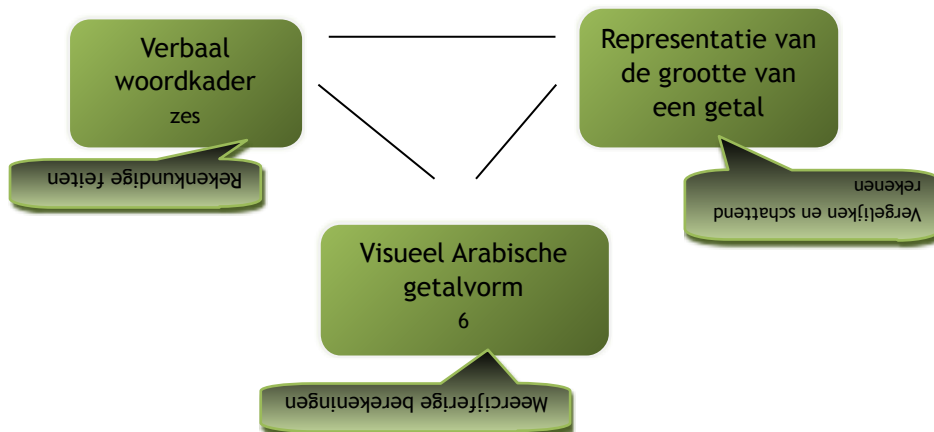 Verbaal
woordkader
zes
Representatie van
de grootte van
een getal
Rekenkundige feiten
Vergelijken en schattend
rekenen
Visueel Arabische
getalvorm
6
Meercijferige berekeningen